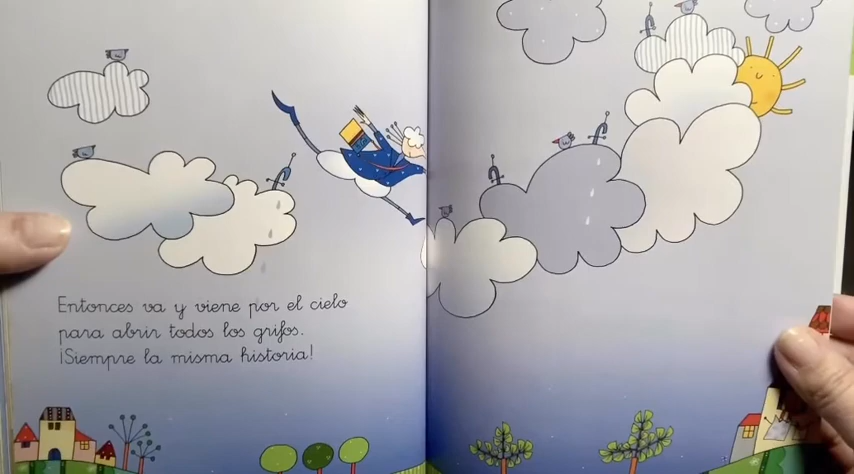 Entonces va y viene por el cielo
para abrir todos los grifos.
¡Siempre la misma historia!